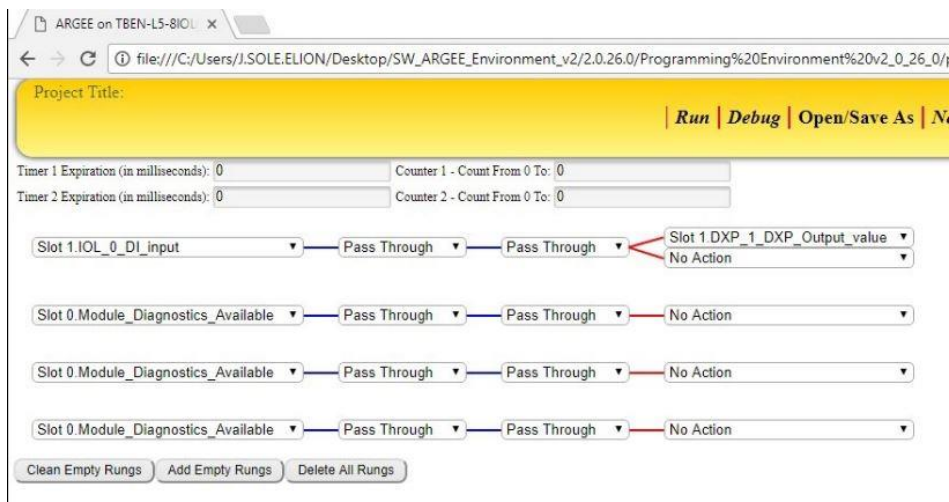 ARGEE on TBEN-L5-8IOL
file:///C:/Users/J.SOLE.ELION/Desktop/SW_ARGEE_Environment_v2/2.0.26.0/Programming%20Environment%20v2_0_26_0/p
Project Title:
Run | Debug | Open/Save As | Ne
Timer 1 Expiration (in milliseconds): 0 Counter 1 - Count From 0 To: 0
Timer 2 Expiration (in milliseconds): 0 Counter 2 - Count From 0 To: 0
Slot 1.IOL_0_DI_input Pass Through Pass Through Slot 1.DXP_1_DXP_Output_value
No Action
Slot 0.Module_Diagnostics_Available Pass Through Pass Through No Action
Slot 0.Module_Diagnostics_Available Pass Through Pass Through No Action
Slot 0.Module_Diagnostics_Available Pass Through Pass Through No Action
Clean Empty Rungs Add Empty Rungs Delete All Rungs